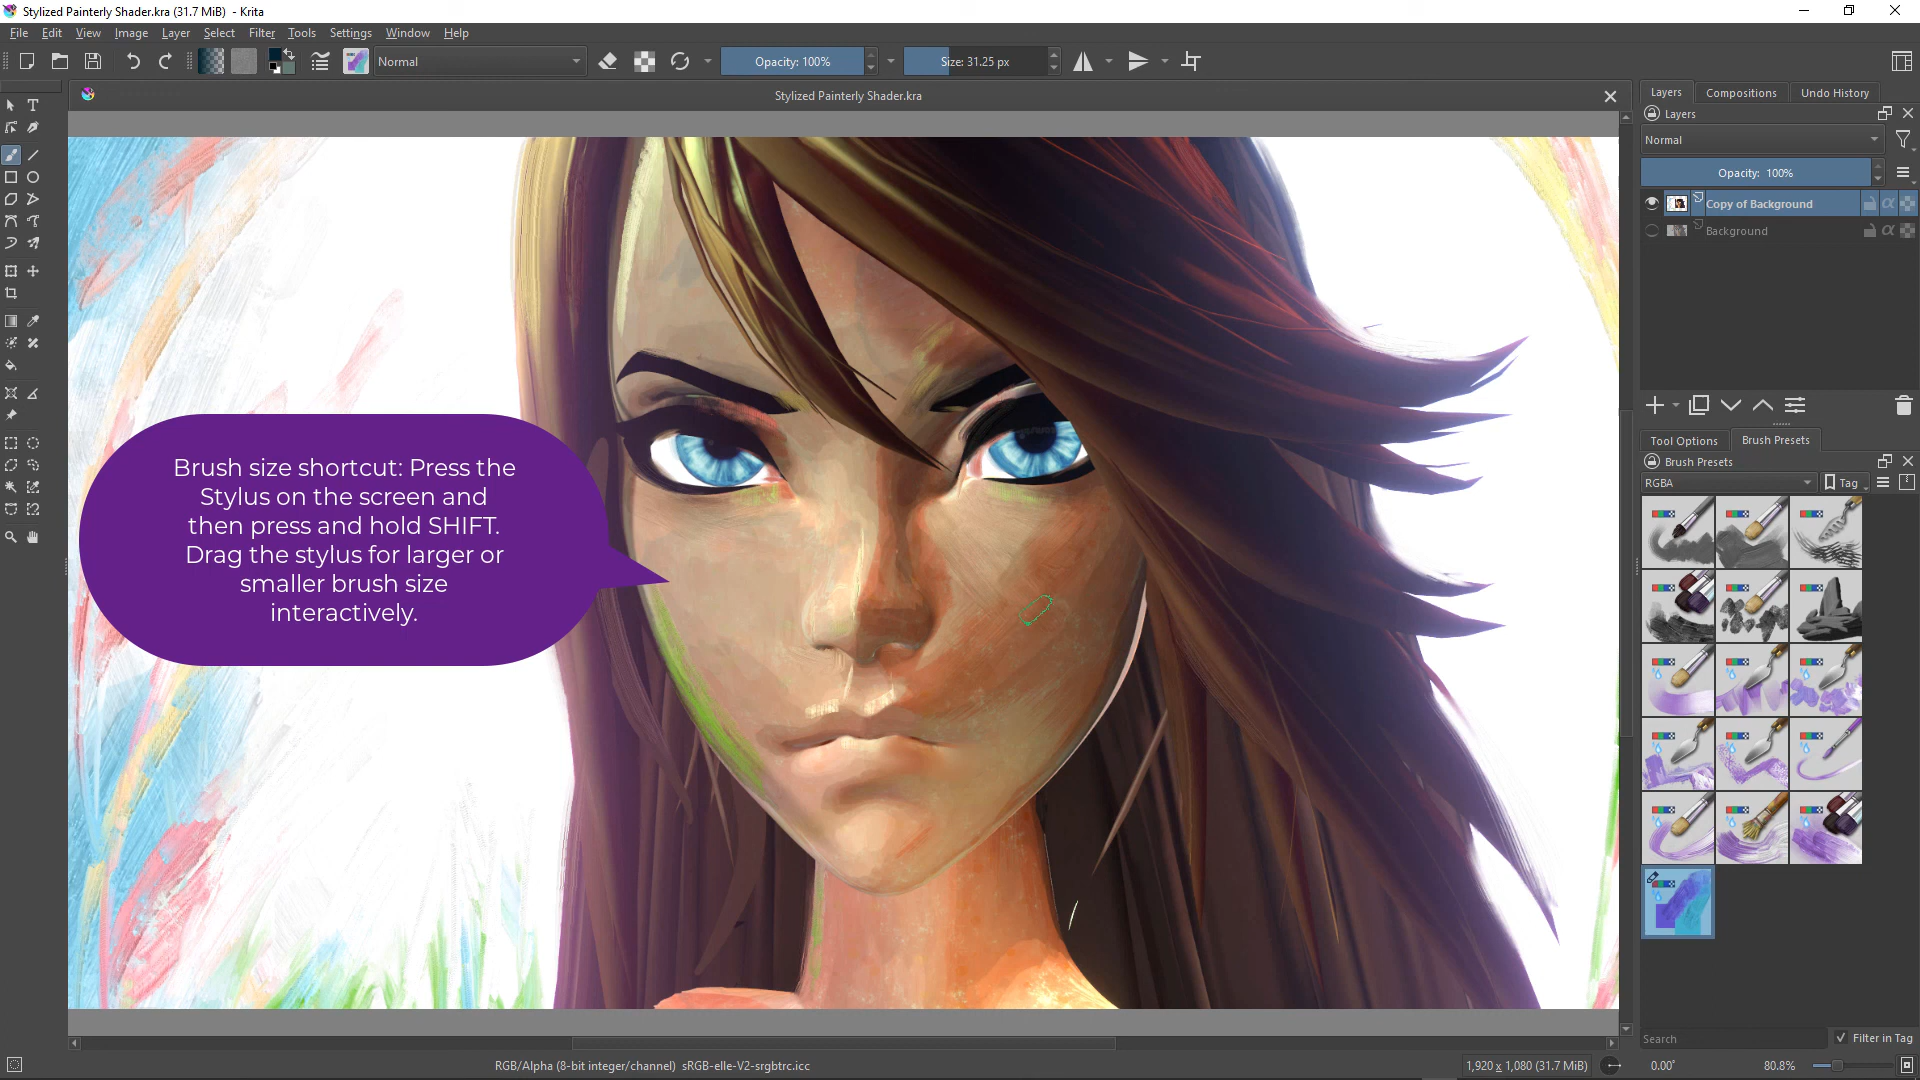 Stylized Painterly Shader.kra (31.7 MiB) - Krita
File Edit View Image Layer Select Filter Tools Settings Window Help
Normal
Opacity: 100%
Size: 31.25 px
Stylized Painterly Shader.kra
Layers Compositions Undo History
Layers
Normal
Opacity: 100%
Copy of Background
Background
Tool Options Brush Presets
Brush Presets
RGBA
Tag
Brush size shortcut: Press the
Stylus on the screen and
then press and hold SHIFT.
Drag the stylus for larger or
smaller brush size
interactively.
Search
Filter in Tag
RGB/Alpha (8-bit integer/channel) sRGB-elle-V2-srgbtrc.icc
1,920 x 1,080 (31.7 MiB)
0.00°
80.8%